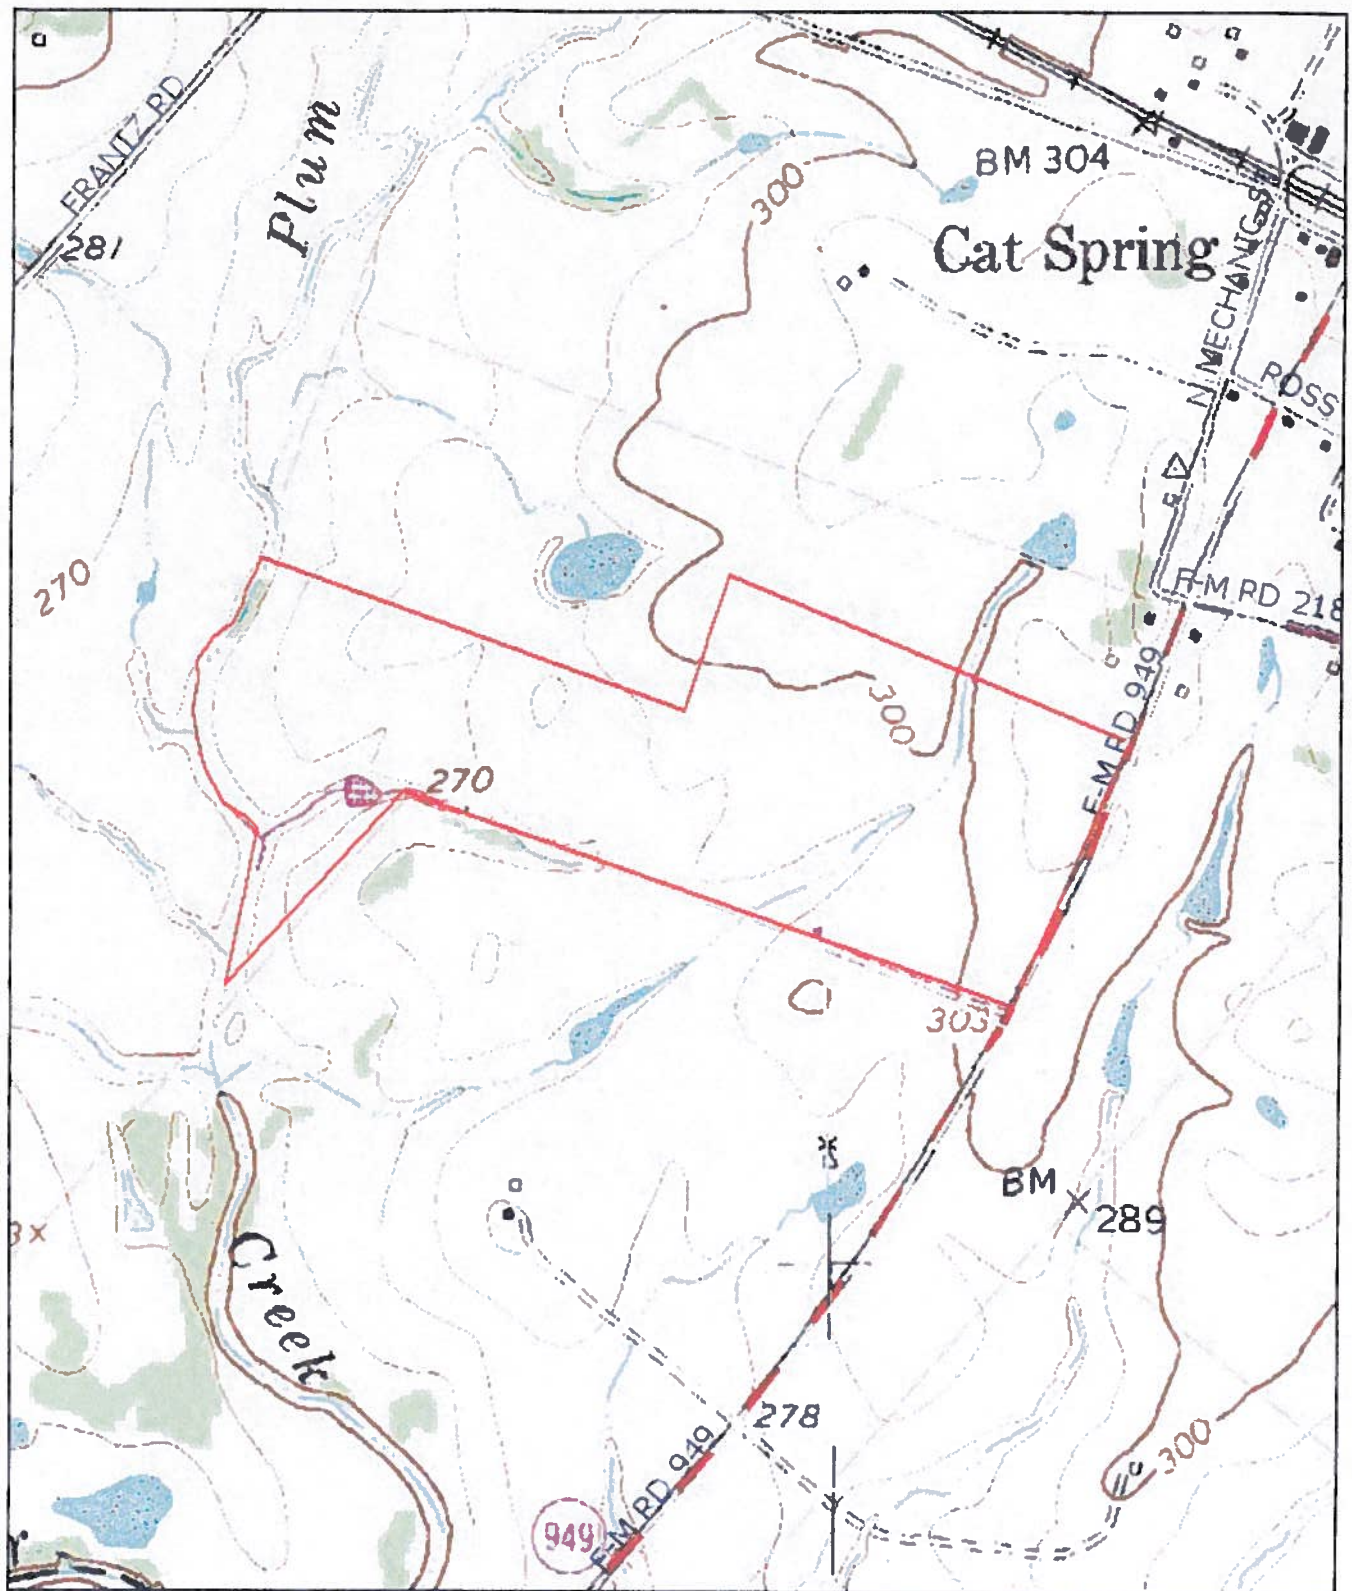 FRANTZ RD
281
Plum
BM 304
300
Cat Spring
N MECHANIC ST
ROSS
270
F-M RD 218
F-M RD 949
300
270
303
BM
289
Creek
278
300
F-M RD 949
949